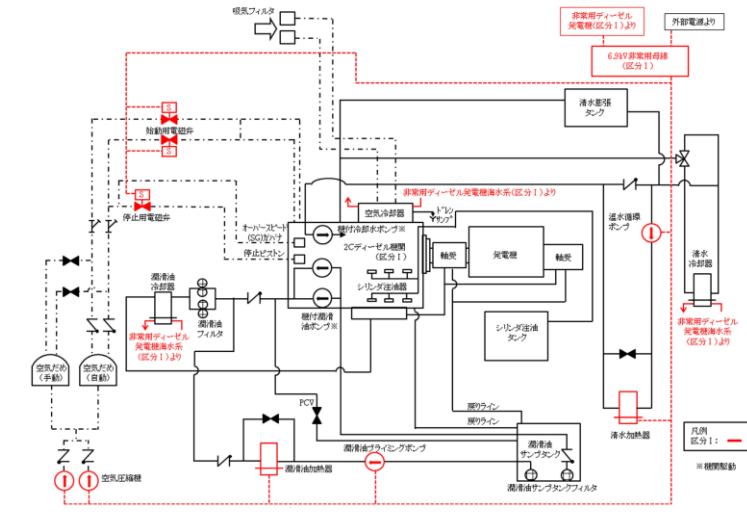 吸気フィルタ
非常用ディーゼル
発電機(区分Ⅰ)
外部電源より
6.9kV非常用母線
(区分Ⅰ)
清水膨張
タンク
始動用電磁弁
S
S
S
停止用電磁弁
非常用ディーゼル発電機海水系(区分Ⅰ)より
空気冷却器
ドレン
サンプ
オーバースピード
(SG)ガバナ
機付冷却水ポンプ※
2Cディーゼル機関
(区分Ⅰ)
停止ピストン
シリンダ注油器
軸受
発電機
軸受
温水循環
ポンプ
清水
冷却器
潤滑油
冷却器
潤滑油
フィルタ
機付潤滑
油ポンプ※
シリンダ注油
タンク
非常用ディーゼル
発電機海水系
(区分Ⅰ)より
非常用ディーゼル
発電機海水系
(区分Ⅰ)より
空気だめ
(手動)
空気だめ
(自動)
PCV
戻りライン
戻りライン
清水加熱器
潤滑油プライミングポンプ
潤滑油
サンプタンク
空気圧縮機
潤滑油加熱器
潤滑油サンプタンクフィルタ
凡例
区分Ⅰ:
※機関駆動